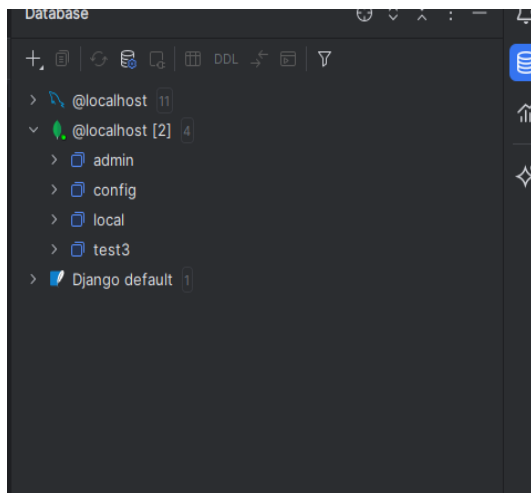 Database
DDL
@localhost 11
@localhost [2] 4
admin
config
local
test3
Django default 1